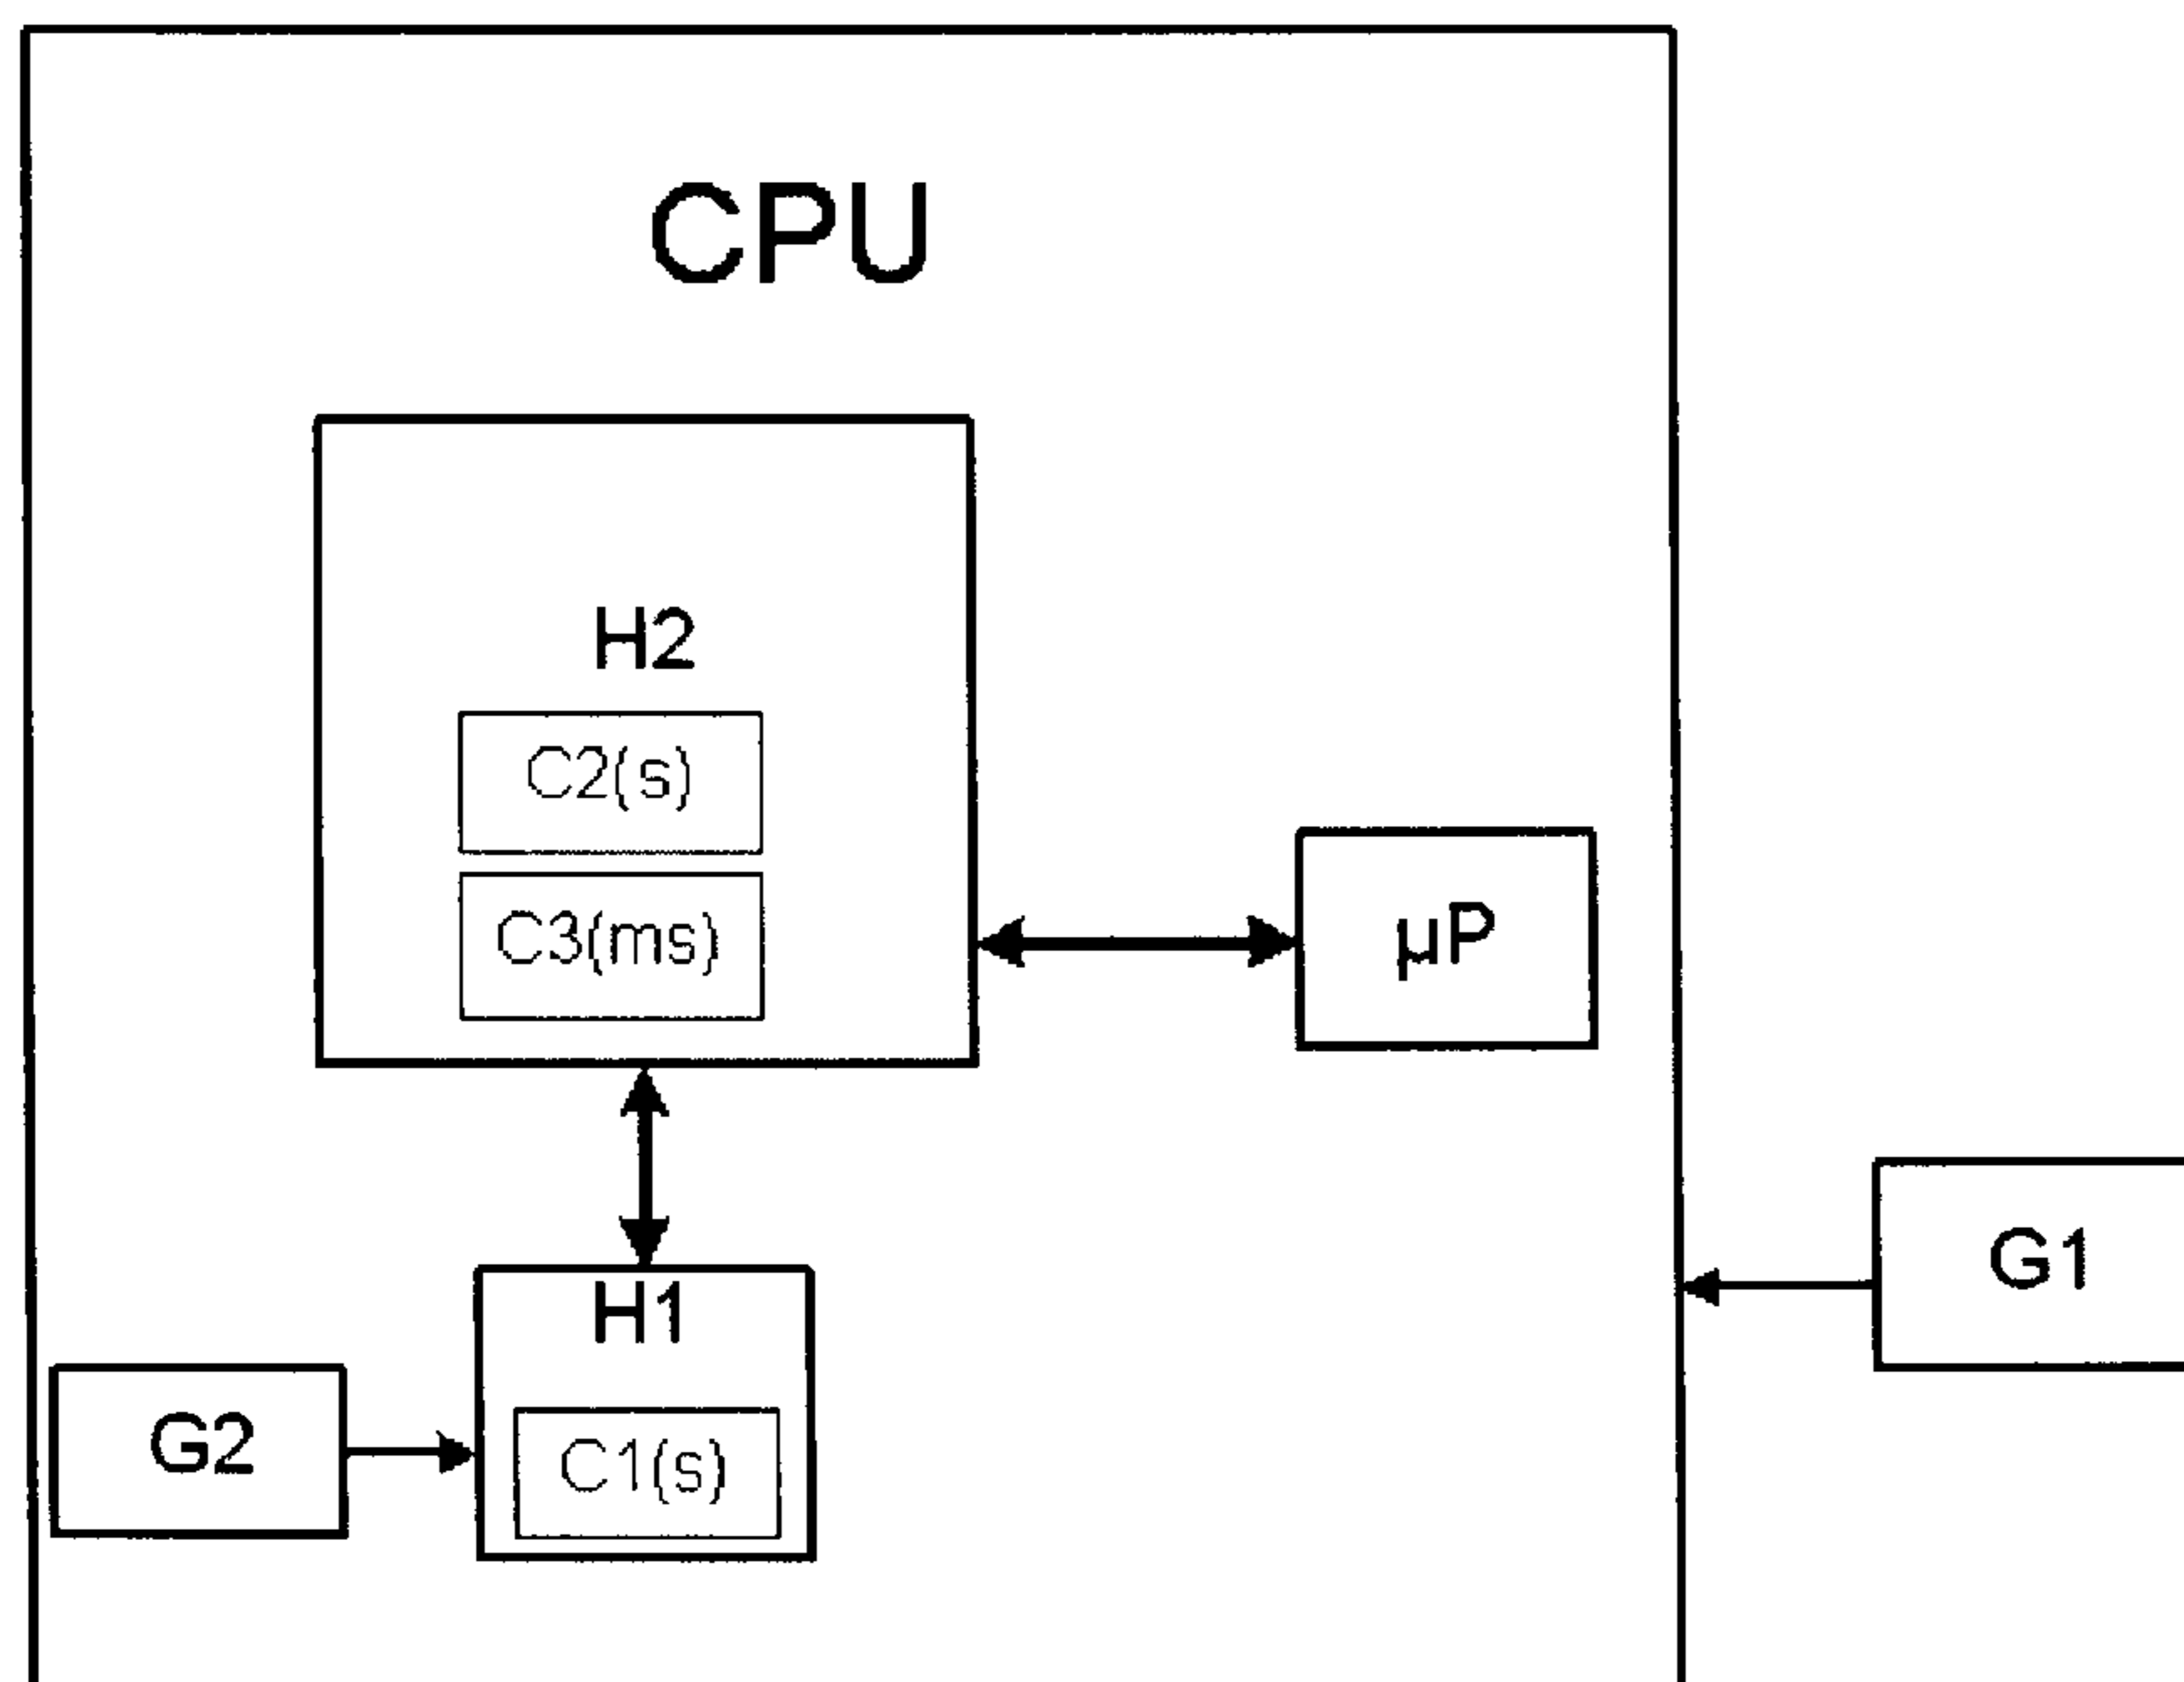 CPU
H2
C2(s)
C3(ms)
µP
H1
G1
G2
C1(s)